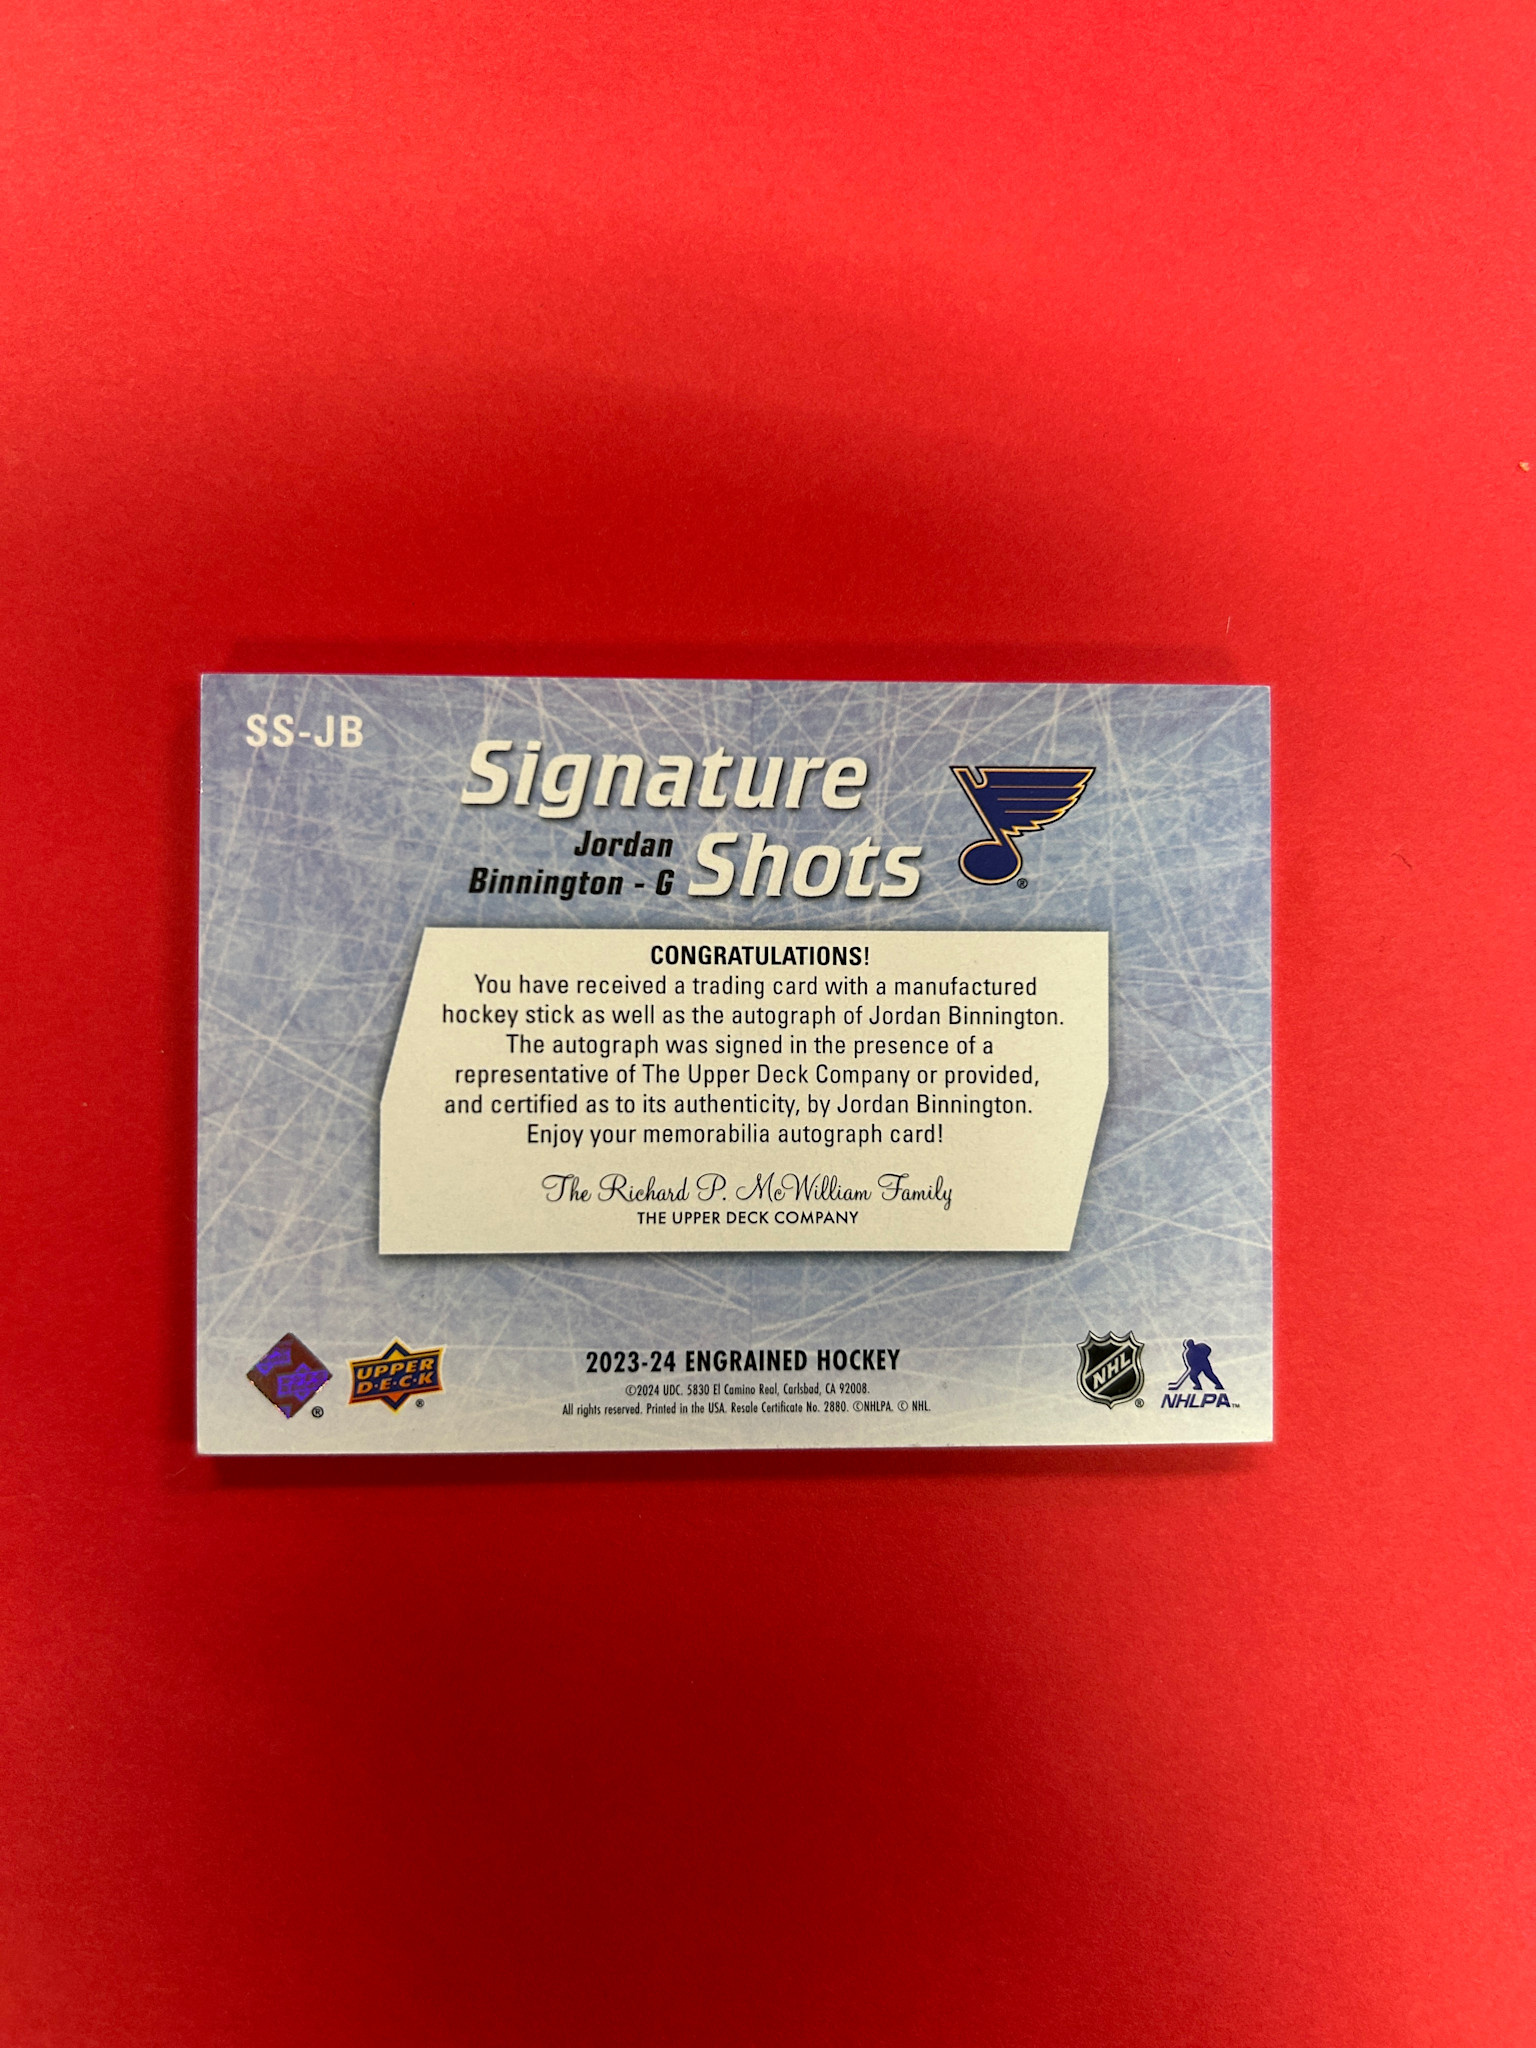 SS-JB
Signature
Shots
Jordan
Binnington - G
®
CONGRATULATIONS!
You have received a trading card with a manufactured
hockey stick as well as the autograph of Jordan Binnington.
The autograph was signed in the presence of a
representative of The Upper Deck Company or provided,
and certified as to its authenticity, by Jordan Binnington.
Enjoy your memorabilia autograph card!
The Richard P. McWilliam Family
THE UPPER DECK COMPANY
®
UPPER
D·E·C·K
®
2023-24 ENGRAINED HOCKEY
©2024 UDC. 5830 El Camino Real, Carlsbad, CA 92008.
All rights reserved. Printed in the USA. Resale Certificate No. 2880. ©NHLPA. © NHL.
NHL
®
NHLPA™